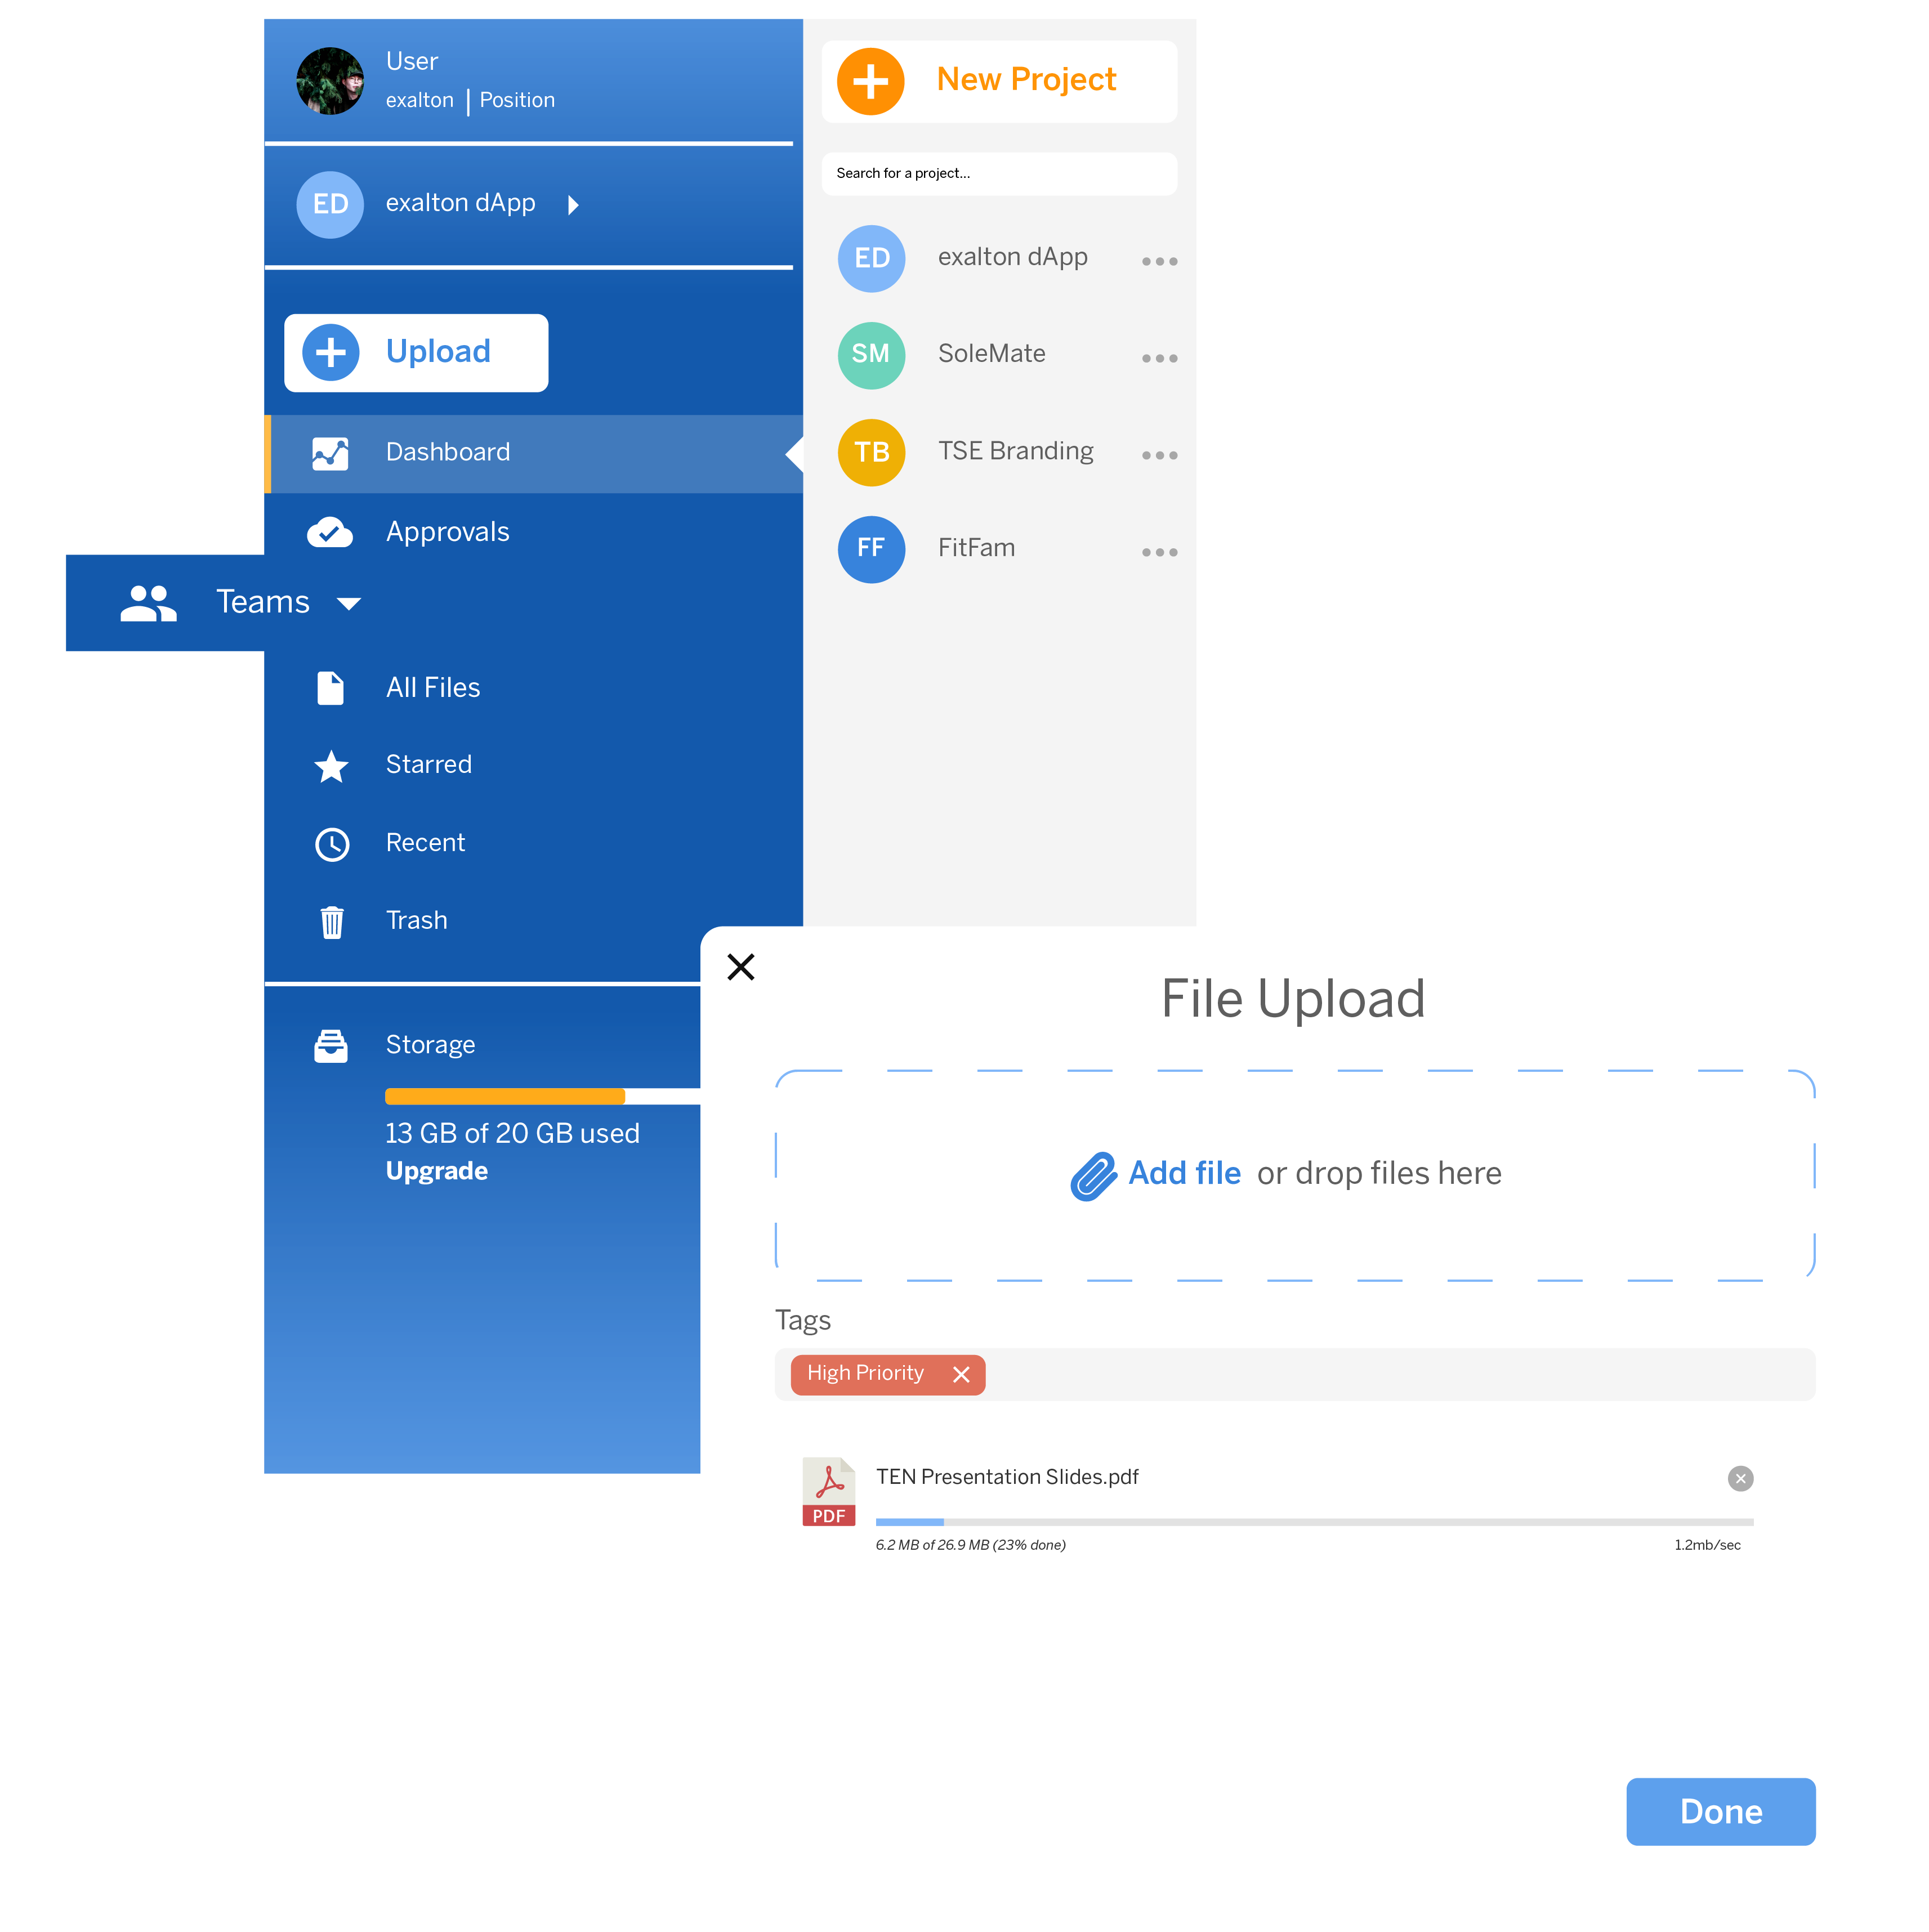 User
exalton | Position
ED exalton dApp
Upload
Dashboard
Approvals
Teams
All Files
Starred
Recent
Trash
Storage
13 GB of 20 GB used
Upgrade
New Project
Search for a project...
ED exalton dApp
SM SoleMate
TB TSE Branding
FF FitFam
File Upload
Add file or drop files here
Tags
High Priority
TEN Presentation Slides.pdf
PDF
6.2 MB of 26.9 MB (23% done) 1.2mb/sec
Done